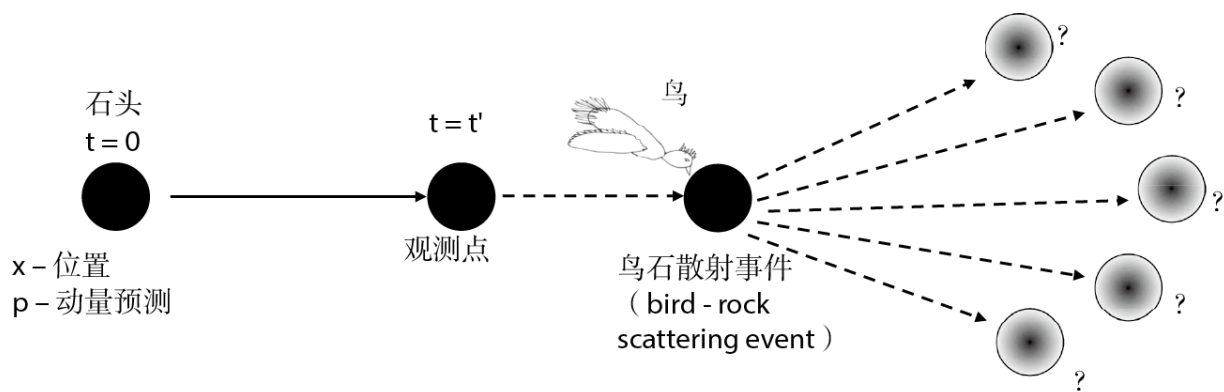 石头
t = 0
x – 位置
p – 动量预测
t = t'
观测点
鸟
鸟石散射事件
（bird - rock
scattering event）
?
?
?
?
?